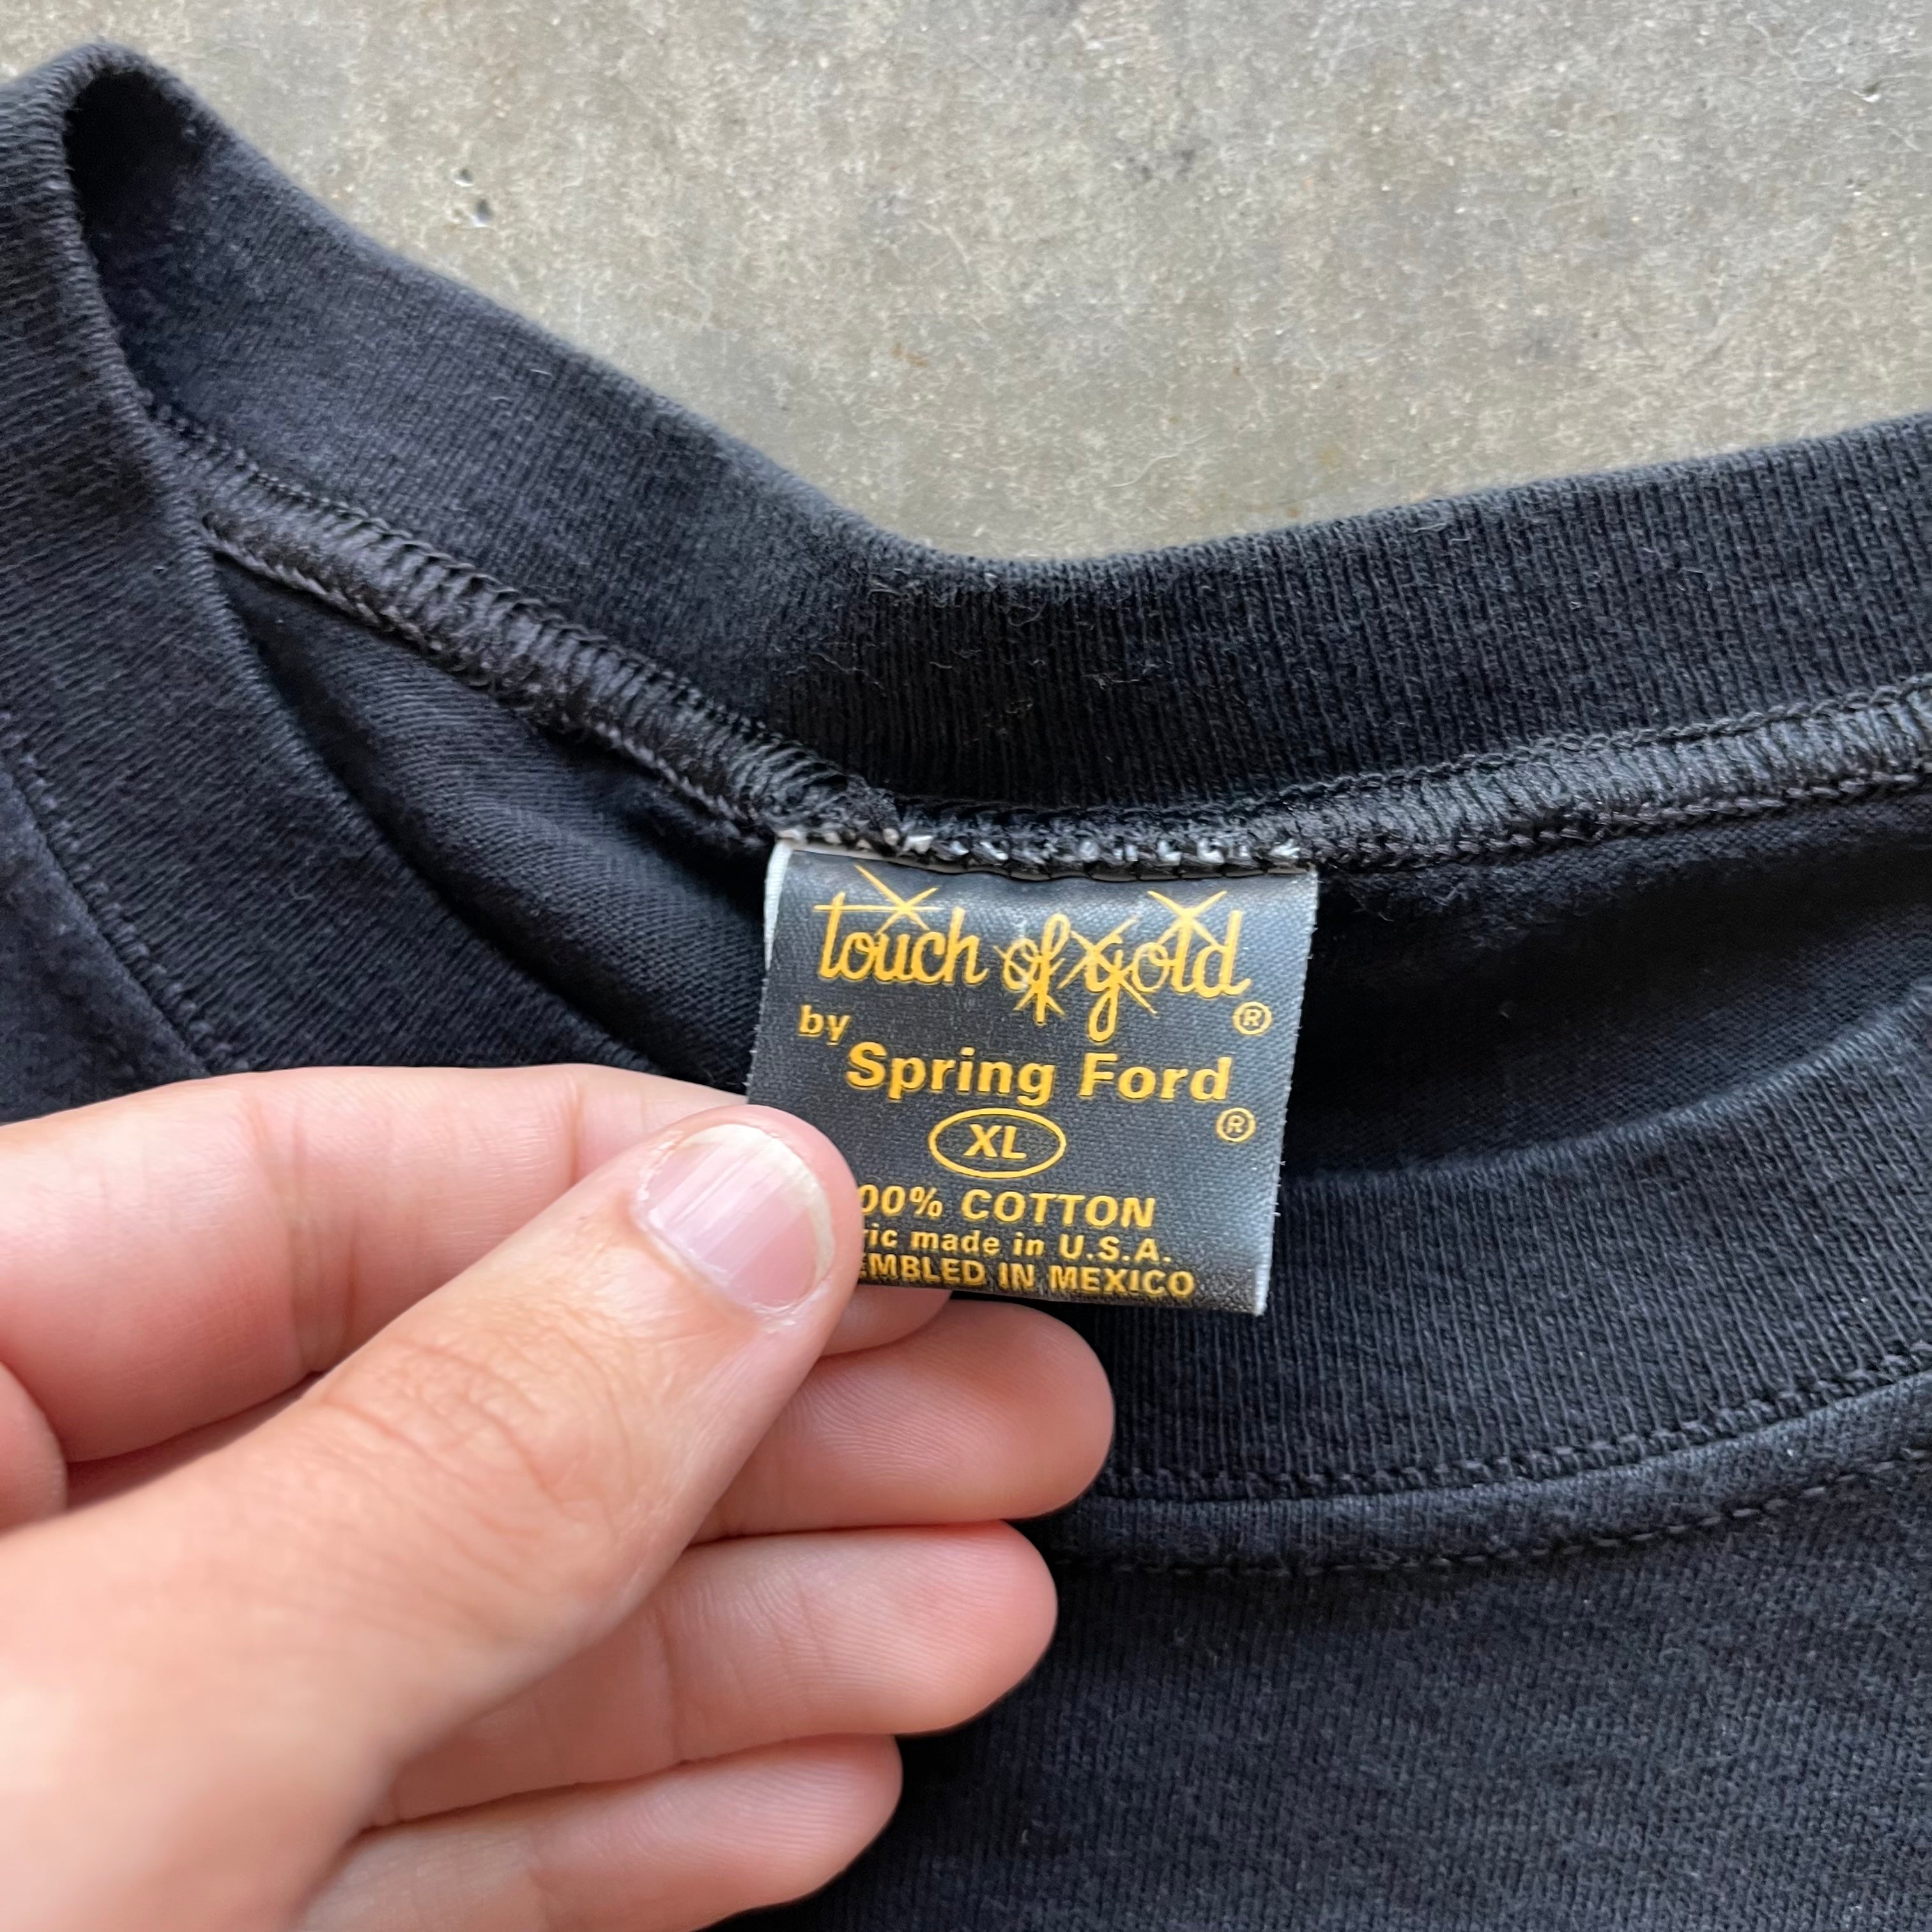 touch of gold ®
by
Spring Ford ®
XL
00% COTTON
ric made in U.S.A.
EMBLED IN MEXICO